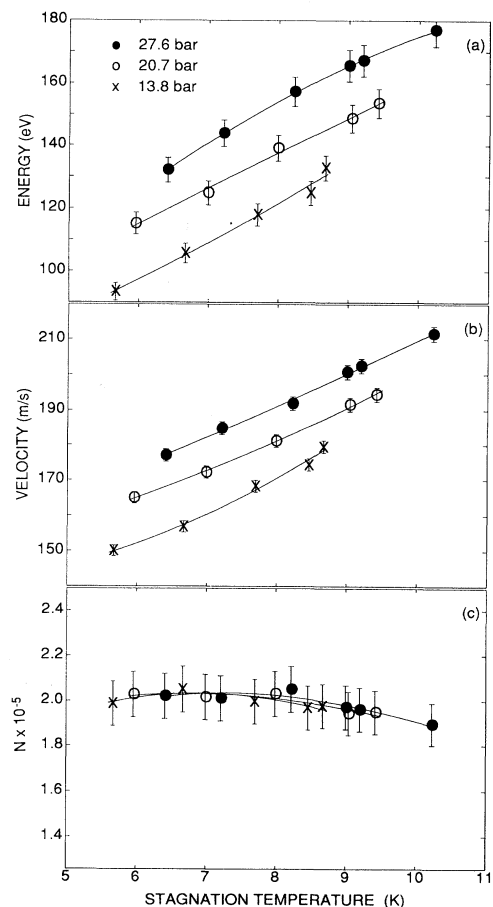 180
160
140
120
100
ENERGY (eV)
(a)
● 27.6 bar
○ 20.7 bar
x 13.8 bar
210
190
170
150
VELOCITY (m/s)
(b)
2.4
2.2
2.0
1.8
1.6
1.4
N x 10⁻⁵
(c)
5 6 7 8 9 10 11
STAGNATION TEMPERATURE (K)